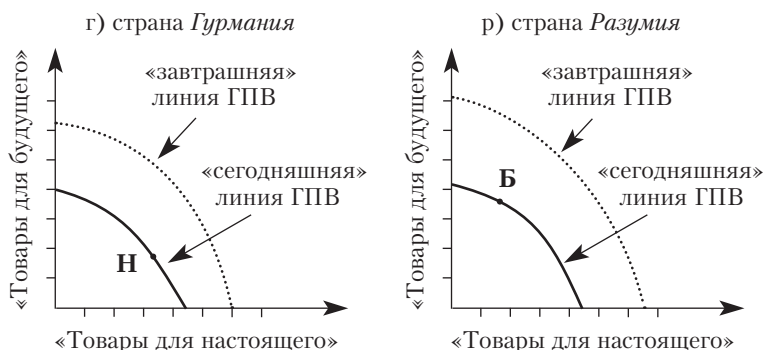 г) страна Гурмания
«Товары для будущего»
«завтрашняя»
линия ГПВ
«сегодняшняя»
линия ГПВ
Н
«Товары для настоящего»
р) страна Разумия
«Товары для будущего»
«завтрашняя»
линия ГПВ
Б
«сегодняшняя»
линия ГПВ
«Товары для настоящего»